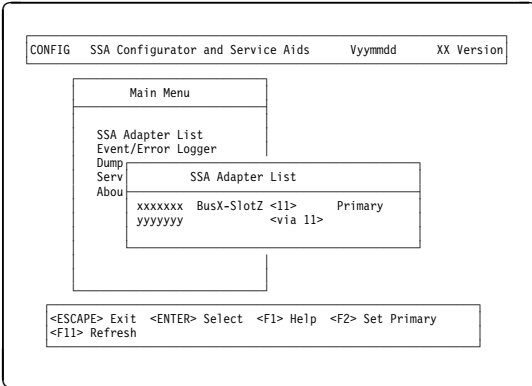 CONFIG SSA Configurator and Service Aids Vyymmdd XX Version
Main Menu
SSA Adapter List
Event/Error Logger
Dump
Serv
Abou
SSA Adapter List
xxxxxxx BusX-SlotZ <11> Primary
yyyyyyy <via 11>
<ESCAPE> Exit <ENTER> Select <F1> Help <F2> Set Primary
<F11> Refresh